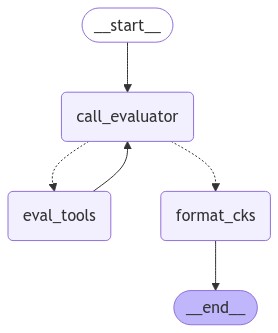 __start__
call_evaluator
eval_tools
format_cks
__end__